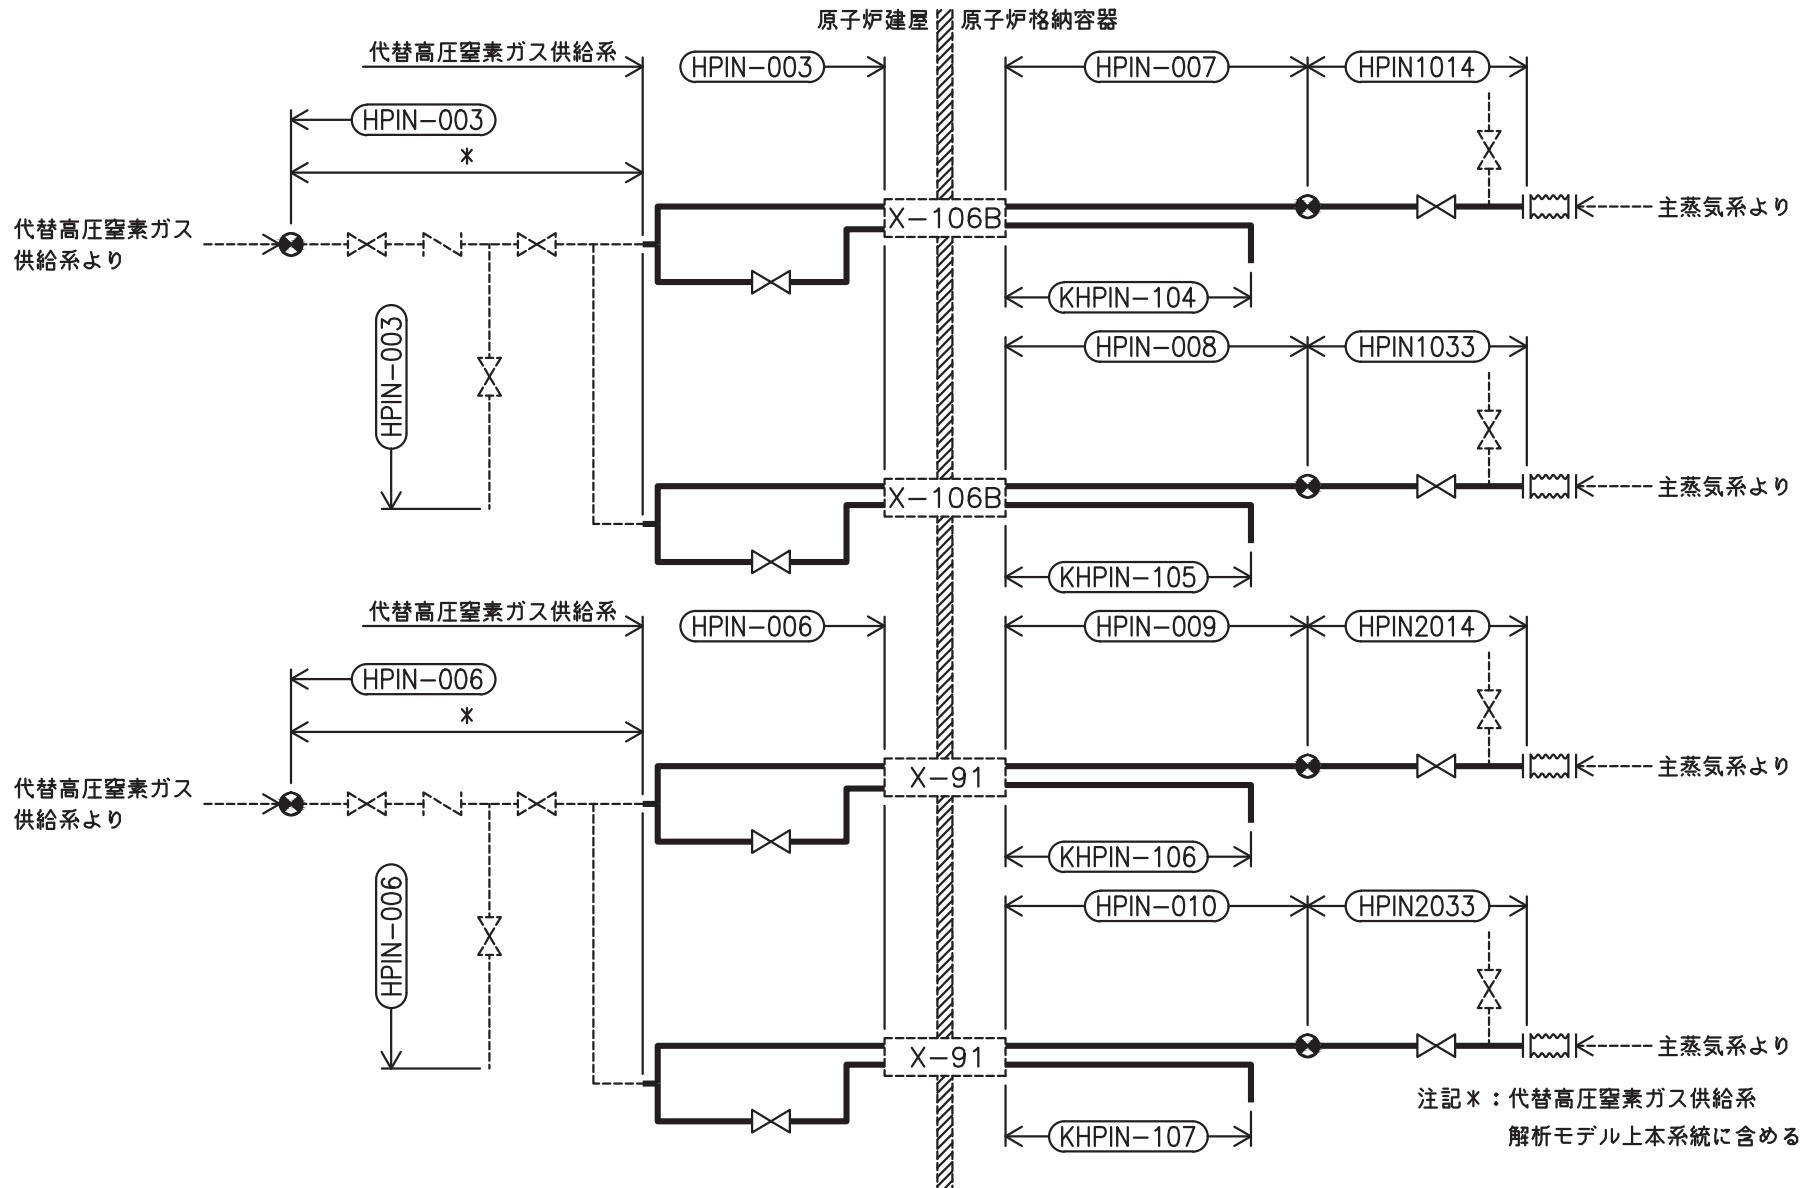 原子炉建屋
原子炉格納容器
代替高圧窒素ガス供給系
HPIN-003
HPIN-007
HPIN1014
HPIN-003
*
X-106B
主蒸気系より
代替高圧窒素ガス
供給系より
KHPIN-104
HPIN-003
HPIN-008
HPIN1033
X-106B
主蒸気系より
KHPIN-105
代替高圧窒素ガス供給系
HPIN-006
HPIN-009
HPIN2014
HPIN-006
*
X-91
主蒸気系より
代替高圧窒素ガス
供給系より
KHPIN-106
HPIN-006
HPIN-010
HPIN2033
X-91
主蒸気系より
KHPIN-107
注記*：代替高圧窒素ガス供給系
解析モデル上本系統に含める